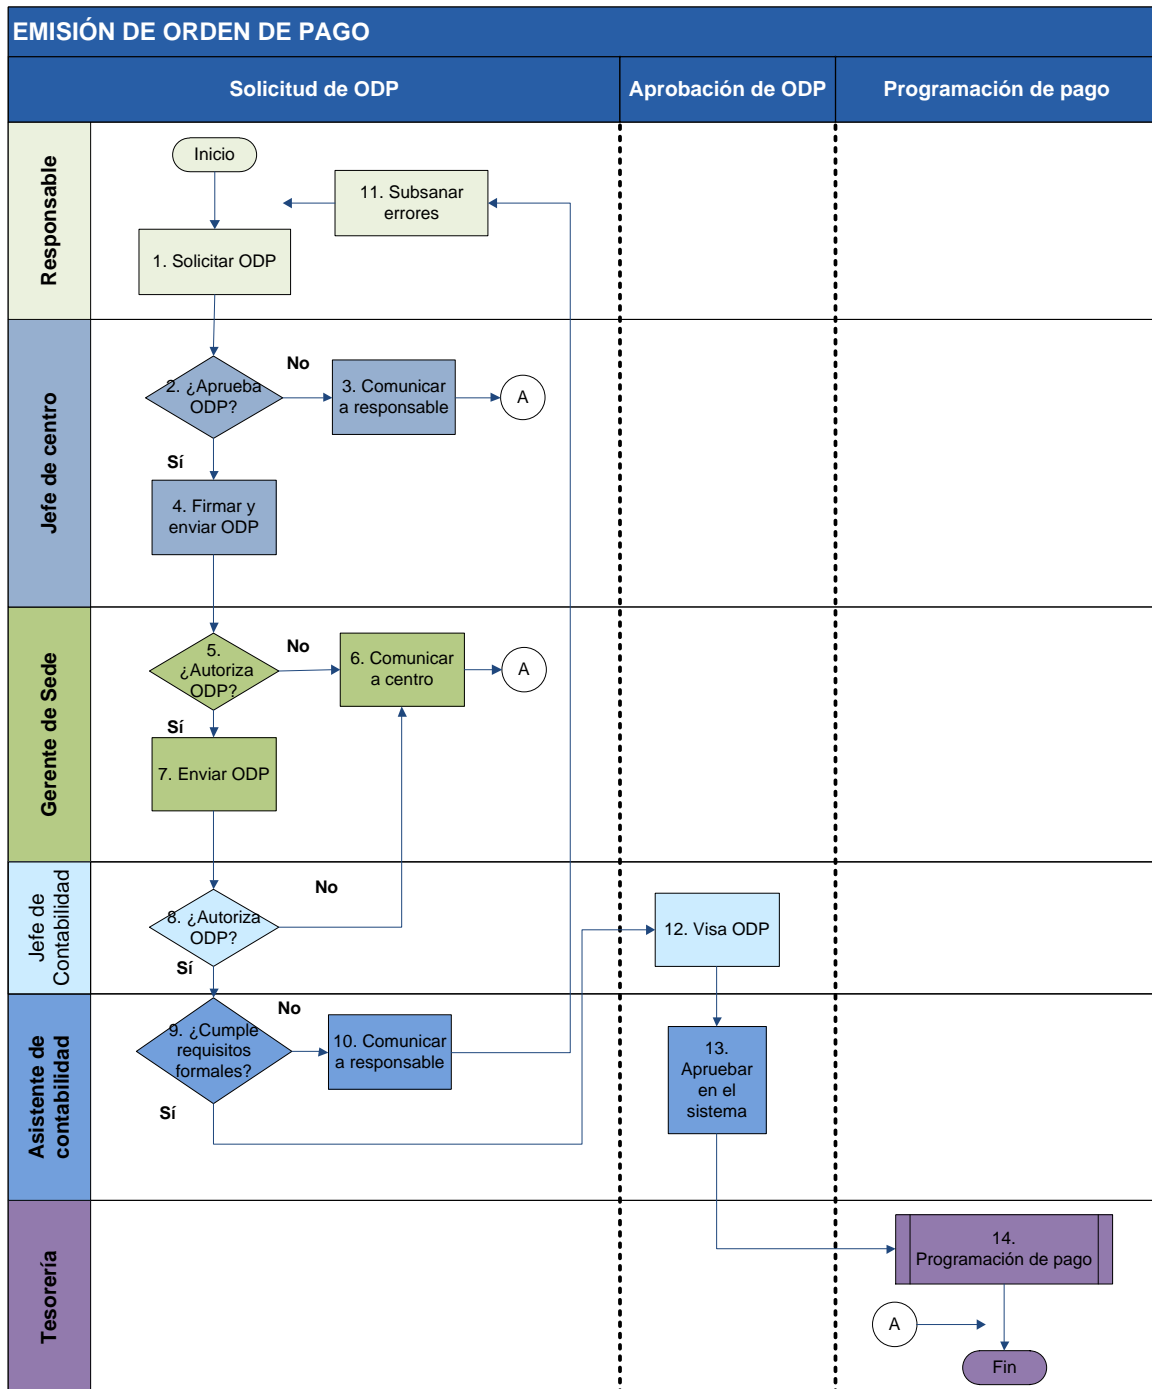 EMISIÓN DE ORDEN DE PAGO
Solicitud de ODP
Aprobación de ODP
Programación de pago
Responsable
Inicio
11. Subsanar
errores
1. Solicitar ODP
Jefe de centro
2. ¿Aprueba
ODP?
No
3. Comunicar
a responsable
A
Sí
4. Firmar y
enviar ODP
Gerente de Sede
5.
¿Autoriza
ODP?
No
6. Comunicar
a centro
A
Sí
7. Enviar ODP
Jefe de
Contabilidad
8. ¿Autoriza
ODP?
No
Sí
12. Visa ODP
Asistente de
contabilidad
9. ¿Cumple
requisitos
formales?
No
10. Comunicar
a responsable
Sí
13.
Apruebar
en el
sistema
Tesorería
14.
Programación de pago
A
Fin